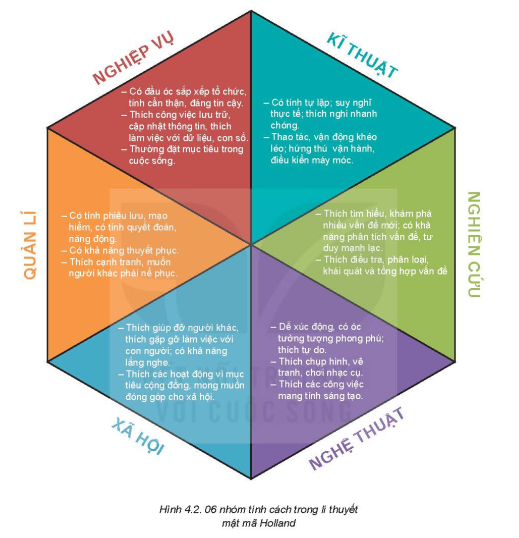 NGHIỆP VỤ
– Có đầu óc sắp xếp tổ chức,
tính cẩn thận, đáng tin cậy.
– Thích công việc lưu trữ,
cập nhật thông tin, thích
làm việc với dữ liệu, con số.
– Thường đặt mục tiêu trong
cuộc sống.
KĨ THUẬT
– Có tính tự lập; suy nghĩ
thực tế; thích nghi nhanh
chóng.
– Thao tác, vận động khéo
léo; hứng thú vận hành,
điều kiển máy móc.
QUẢN LÍ
– Có tính phiêu lưu, mạo
hiểm, có tính quyết đoán,
năng động.
– Có khả năng thuyết phục.
– Thích cạnh tranh, muốn
người khác phải nể phục.
NGHIÊN CỨU
– Thích tìm hiểu, khám phá
nhiều vấn đề mới; có khả
năng phân tích vấn đề, tư
duy mạnh lạc.
– Thích điều tra, phân loại,
khái quát và tổng hợp vấn đề
XÃ HỘI
– Thích giúp đỡ người khác,
thích gặp gỡ làm việc với
con người; có khả năng
lắng nghe.
– Thích các hoạt động vì mục
tiêu cộng đồng, mong muốn
đóng góp cho xã hội.
NGHỆ THUẬT
– Dễ xúc động, có óc
tưởng tượng phong phú;
thích tự do.
– Thích chụp hình, vẽ
tranh, chơi nhạc cụ.
– Thích các công việc
mang tính sáng tạo.
VỚI CUỘC SỐNG
Hình 4.2. 06 nhóm tính cách trong lí thuyết
mật mã Holland